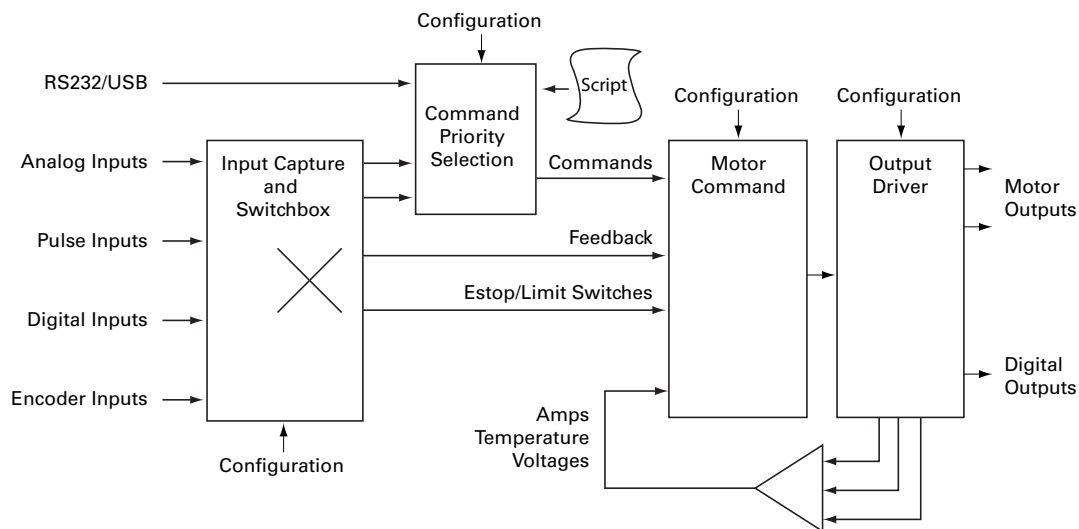 Configuration
RS232/USB
Script
Command
Priority
Selection
Configuration
Configuration
Analog Inputs
Input Capture
and
Switchbox
Commands
Motor
Command
Output
Driver
Motor
Outputs
Pulse Inputs
Feedback
Estop/Limit Switches
Digital Inputs
Encoder Inputs
Digital
Outputs
Amps
Temperature
Voltages
Configuration